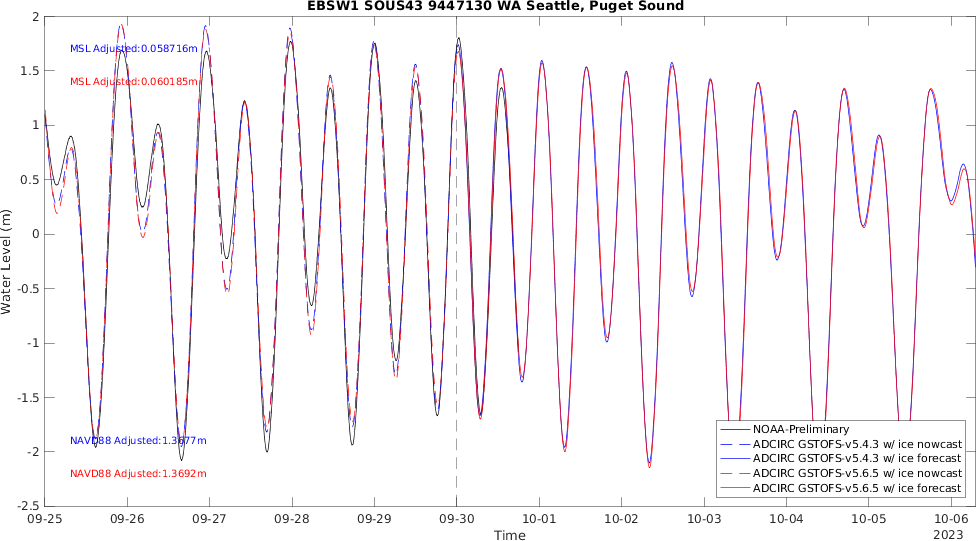 EBSW1 SOUS43 9447130 WA Seattle, Puget Sound
2
1.5
1
0.5
0
-0.5
-1
-1.5
-2
-2.5
Water Level (m)
MSL Adjusted:0.058716m
MSL Adjusted:0.060185m
NAVD88 Adjusted:1.3677m
NAVD88 Adjusted:1.3692m
NOAA-Preliminary
ADCIRC GSTOFS-v5.4.3 w/ ice nowcast
ADCIRC GSTOFS-v5.4.3 w/ ice forecast
ADCIRC GSTOFS-v5.6.5 w/ ice nowcast
ADCIRC GSTOFS-v5.6.5 w/ ice forecast
09-25 09-26 09-27 09-28 09-29 09-30 10-01 10-02 10-03 10-04 10-05 10-06
Time
2023